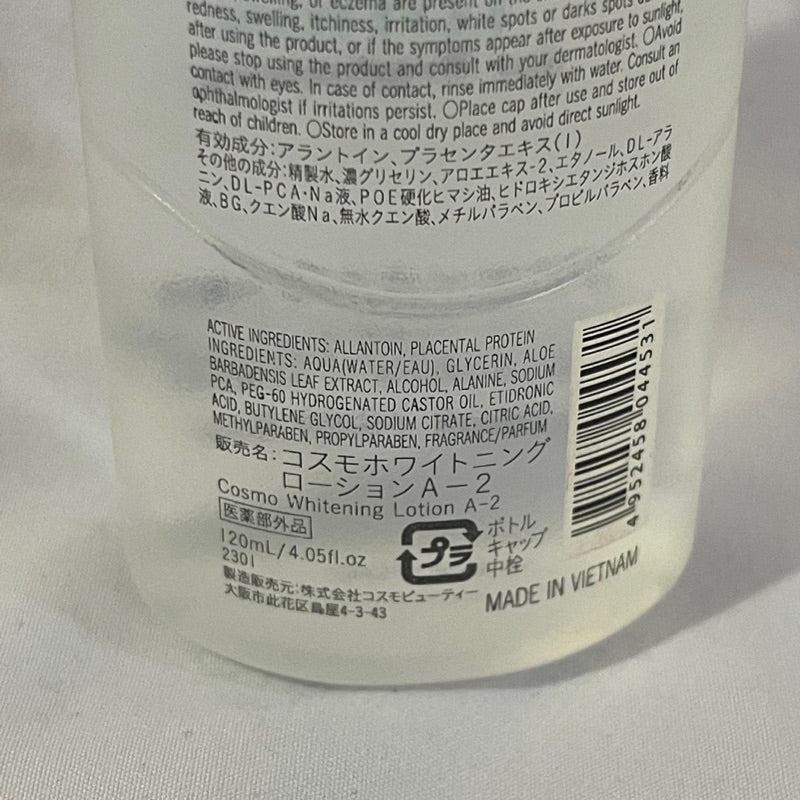 swelling, or eczema are present on the
redness, swelling, itchiness, irritation, white spots or darks spots
after using the product, or if the symptoms appear after exposure to sunlight,
please stop using the product and consult with your dermatologist. ○Avoid
contact with eyes. In case of contact, rinse immediately with water. Consult an
ophthalmologist if irritations persist. ○Place cap after use and store out of
reach of children. ○Store in a cool dry place and avoid direct sunlight.
有効成分：アラントイン、プラセンタエキス(1)
その他の成分：精製水、濃グリセリン、アロエエキス-2、エタノール、DL-アラ
ニン、DL-PCA・Na液、POE硬化ヒマシ油、ヒドロキシエタンジホスホン酸
液、BG、クエン酸Na、無水クエン酸、メチルパラベン、プロピルパラベン、香料
ACTIVE INGREDIENTS: ALLANTOIN, PLACENTAL PROTEIN
INGREDIENTS: AQUA(WATER/EAU), GLYCERIN, ALOE
BARBADENSIS LEAF EXTRACT, ALCOHOL, ALANINE, SODIUM
PCA, PEG-60 HYDROGENATED CASTOR OIL, ETIDRONIC
ACID, BUTYLENE GLYCOL, SODIUM CITRATE, CITRIC ACID,
METHYLPARABEN, PROPYLPARABEN, FRAGRANCE/PARFUM
販売名：コスモホワイトニング
ローションA－2
Cosmo Whitening Lotion A-2
医薬部外品
120mL/4.05fl.oz
2301
プラ
ボトル
キャップ
中栓
製造販売元：株式会社コスモビューティー
大阪市此花区島屋4-3-43
MADE IN VIETNAM
4 952458 044531